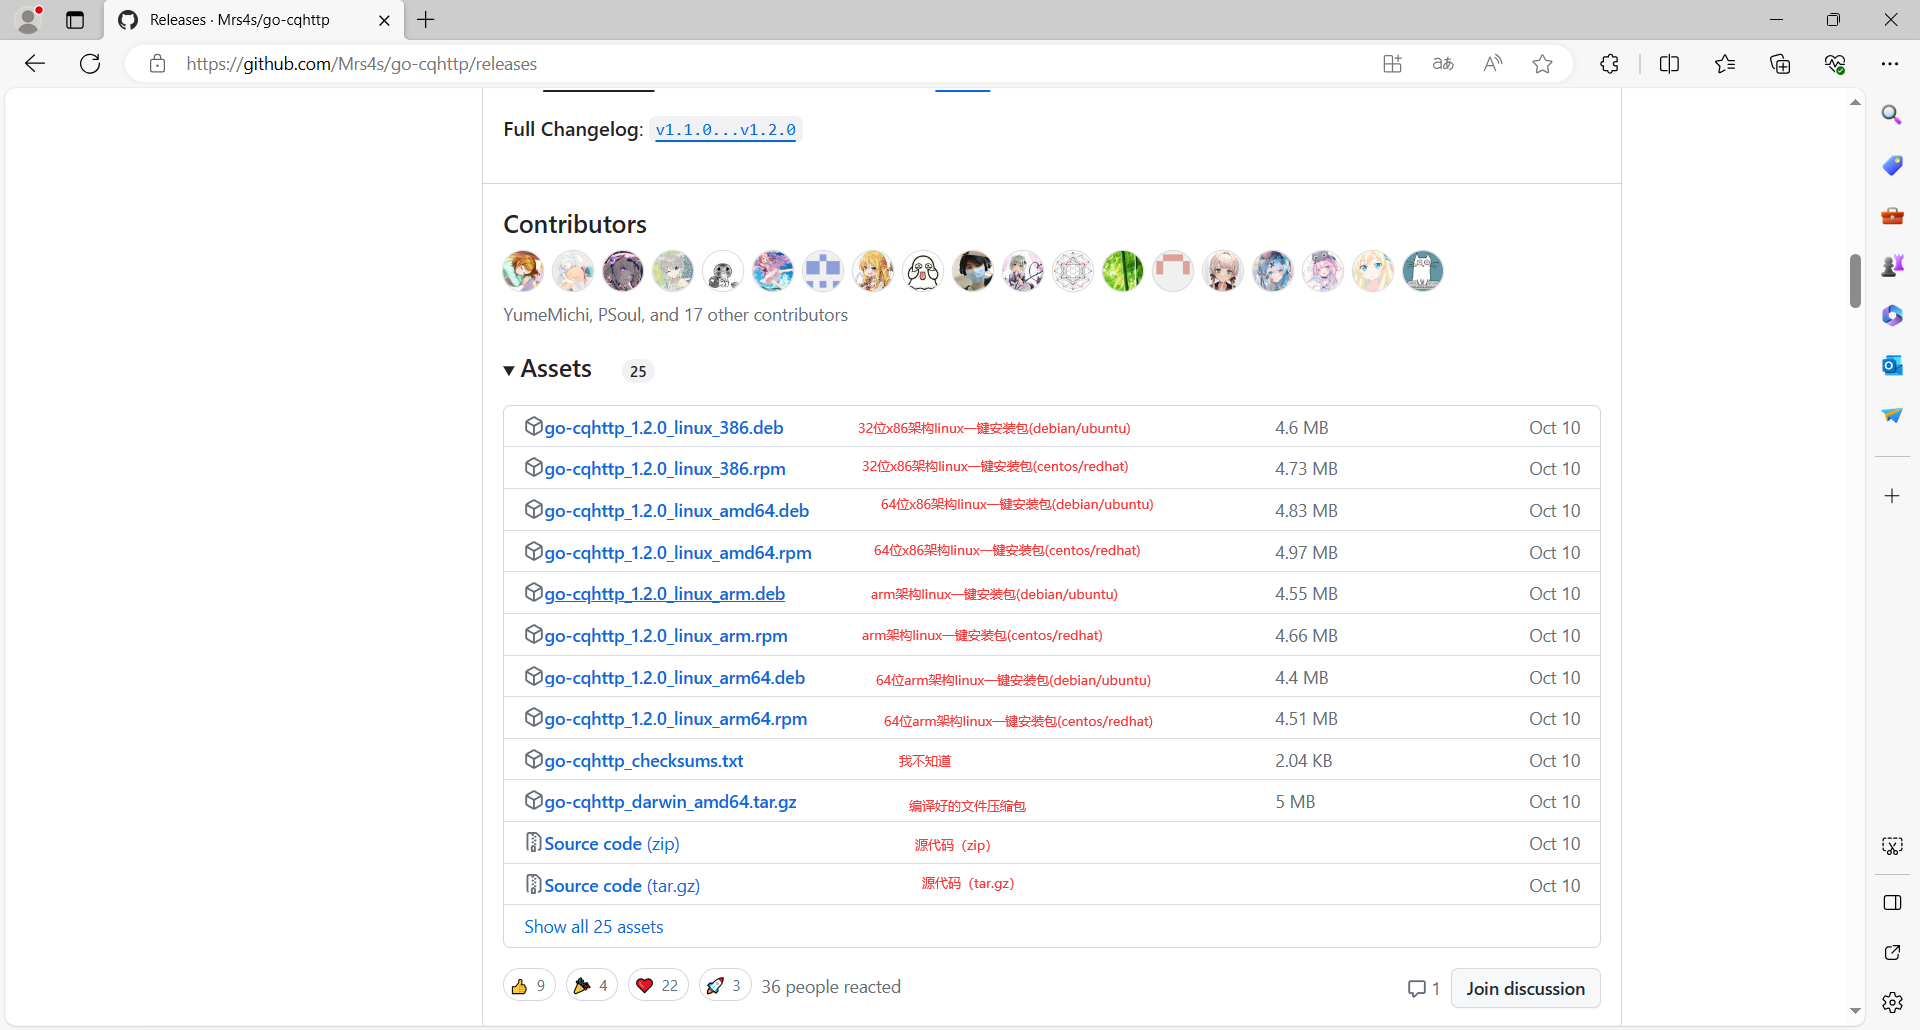 Releases · Mrs4s/go-cqhttp
https://github.com/Mrs4s/go-cqhttp/releases
Full Changelog: v1.1.0...v1.2.0
Contributors
YumeMichi, PSoul, and 17 other contributors
Assets 25
go-cqhttp_1.2.0_linux_386.deb 32位x86架构linux一键安装包(debian/ubuntu) 4.6 MB Oct 10
go-cqhttp_1.2.0_linux_386.rpm 32位x86架构linux一键安装包(centos/redhat) 4.73 MB Oct 10
go-cqhttp_1.2.0_linux_amd64.deb 64位x86架构linux一键安装包(debian/ubuntu) 4.83 MB Oct 10
go-cqhttp_1.2.0_linux_amd64.rpm 64位x86架构linux一键安装包(centos/redhat) 4.97 MB Oct 10
go-cqhttp_1.2.0_linux_arm.deb arm架构linux一键安装包(debian/ubuntu) 4.55 MB Oct 10
go-cqhttp_1.2.0_linux_arm.rpm arm架构linux一键安装包(centos/redhat) 4.66 MB Oct 10
go-cqhttp_1.2.0_linux_arm64.deb 64位arm架构linux一键安装包(debian/ubuntu) 4.4 MB Oct 10
go-cqhttp_1.2.0_linux_arm64.rpm 64位arm架构linux一键安装包(centos/redhat) 4.51 MB Oct 10
go-cqhttp_checksums.txt 我不知道 2.04 KB Oct 10
go-cqhttp_darwin_amd64.tar.gz 编译好的文件压缩包 5 MB Oct 10
Source code (zip) 源代码（zip） Oct 10
Source code (tar.gz) 源代码（tar.gz） Oct 10
Show all 25 assets
9 4 22 3 36 people reacted 1 Join discussion